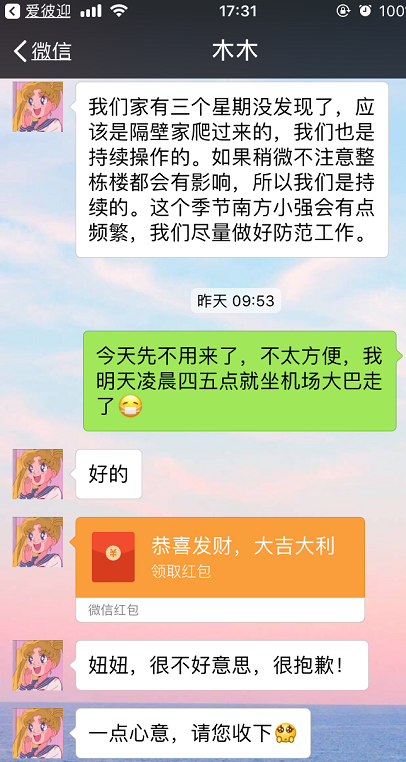 爱彼迎
17:31
100
微信
木木
我们家有三个星期没发现了，应
该是隔壁家爬过来的，我们也是
持续操作的。如果稍微不注意整
栋楼都会有影响，所以我们是持
续的。这个季节南方小强会有点
频繁，我们尽量做好防范工作。
昨天 09:53
今天先不用来了，不太方便，我
明天凌晨四五点就坐机场大巴走
了😷
好的
¥
恭喜发财，大吉大利
领取红包
微信红包
妞妞，很不好意思，很抱歉！
一点心意，请您收下🥺